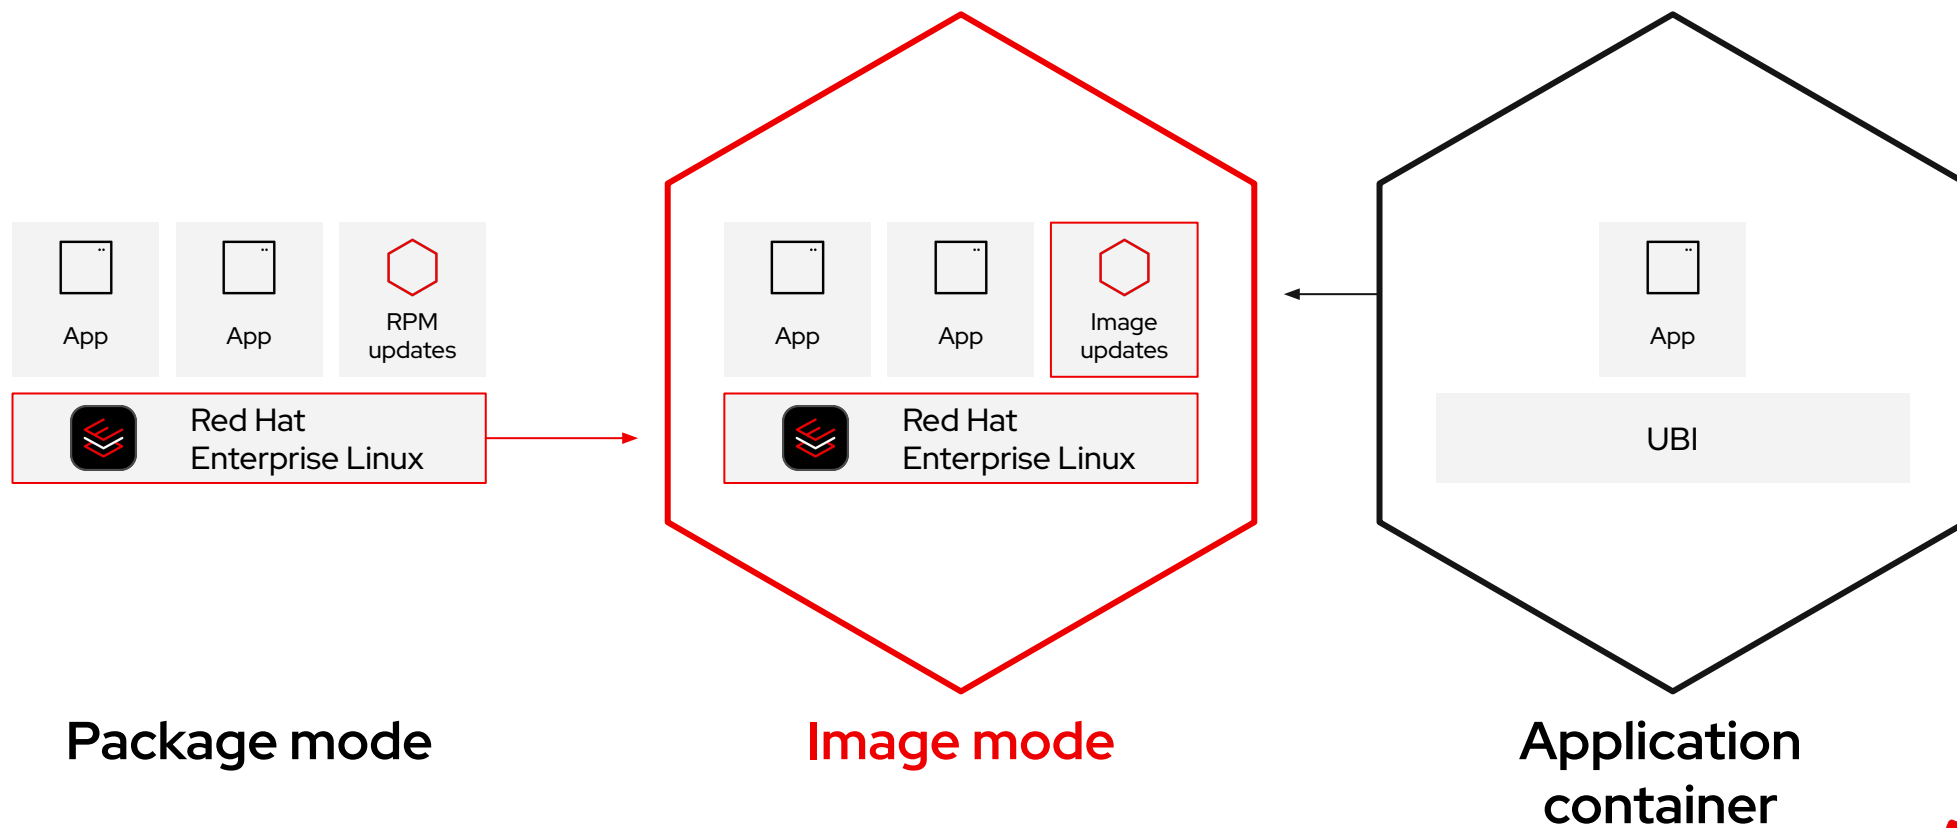 App
App
RPM
updates
Red Hat
Enterprise Linux
Package mode
App
App
Image
updates
Red Hat
Enterprise Linux
Image mode
App
UBI
Application
container